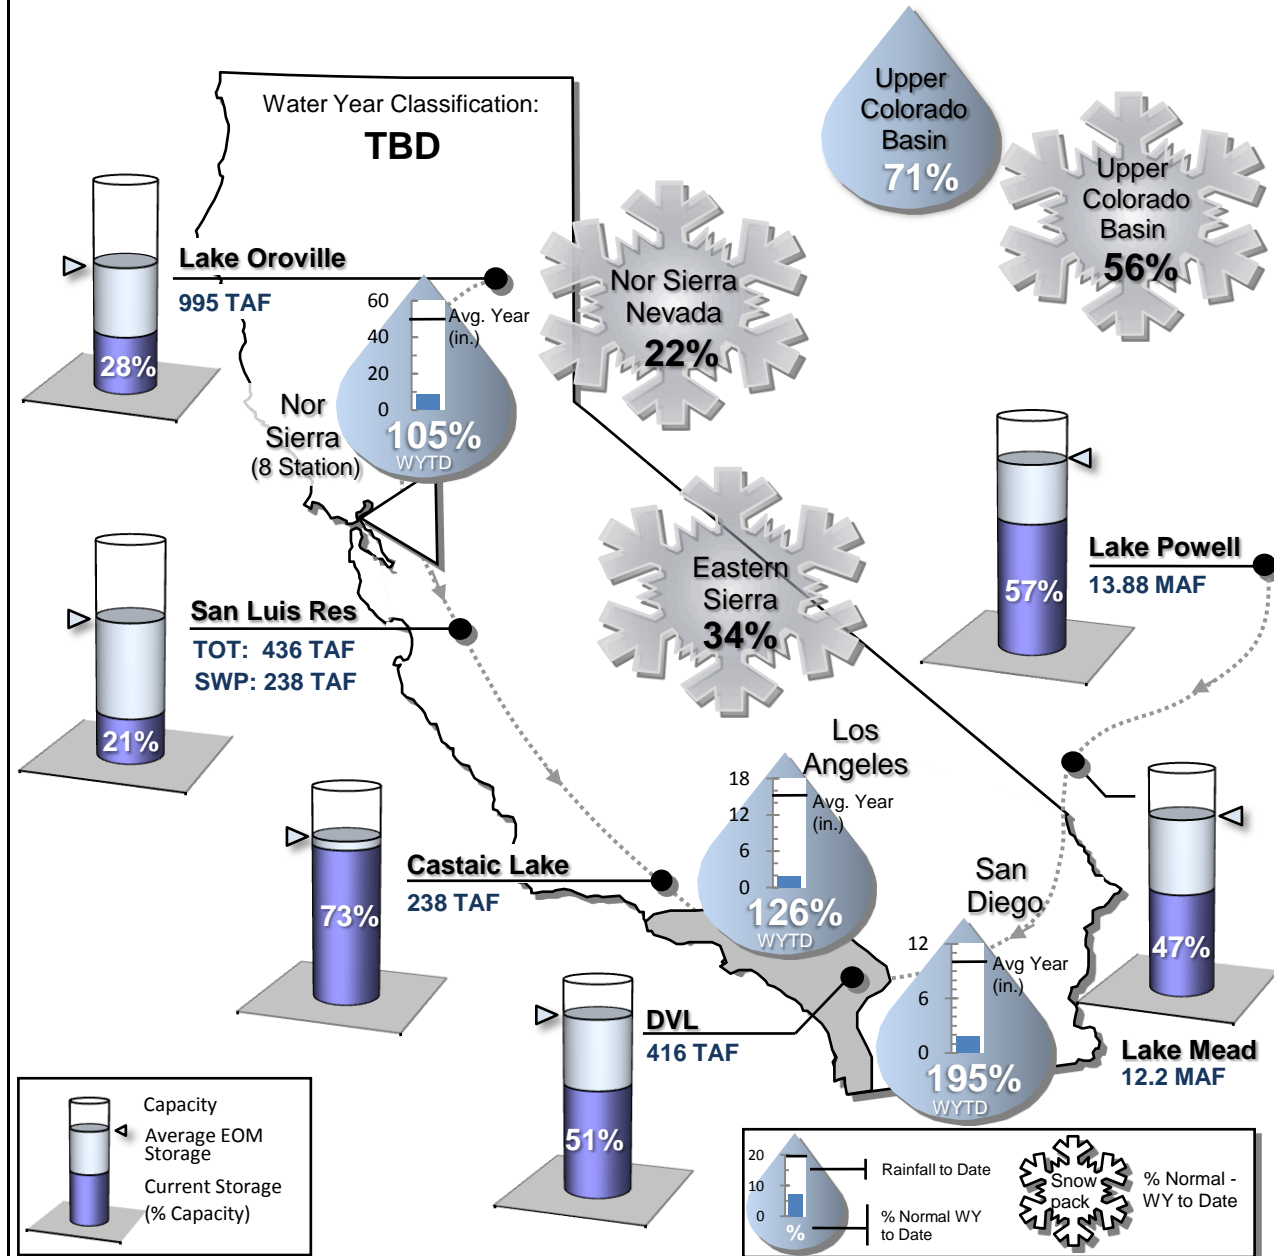 Water Year Classification:
TBD
Upper
Colorado
Basin
71%
Upper
Colorado
Basin
56%
Lake Oroville
995 TAF
28%
60
40
20
0
Avg. Year
(in.)
105%
WYTD
Nor
Sierra
(8 Station)
Nor Sierra
Nevada
22%
Eastern
Sierra
34%
Lake Powell
13.88 MAF
57%
San Luis Res
TOT: 436 TAF
SWP: 238 TAF
21%
Castaic Lake
238 TAF
73%
Los
Angeles
18
12
6
0
Avg. Year
(in.)
126%
WYTD
San
Diego
12
6
0
Avg Year
(in.)
195%
WYTD
47%
Lake Mead
12.2 MAF
DVL
416 TAF
51%
Capacity
Average EOM
Storage
Current Storage
(% Capacity)
20
10
0
%
Rainfall to Date
% Normal WY
to Date
Snow
pack
% Normal -
WY to Date